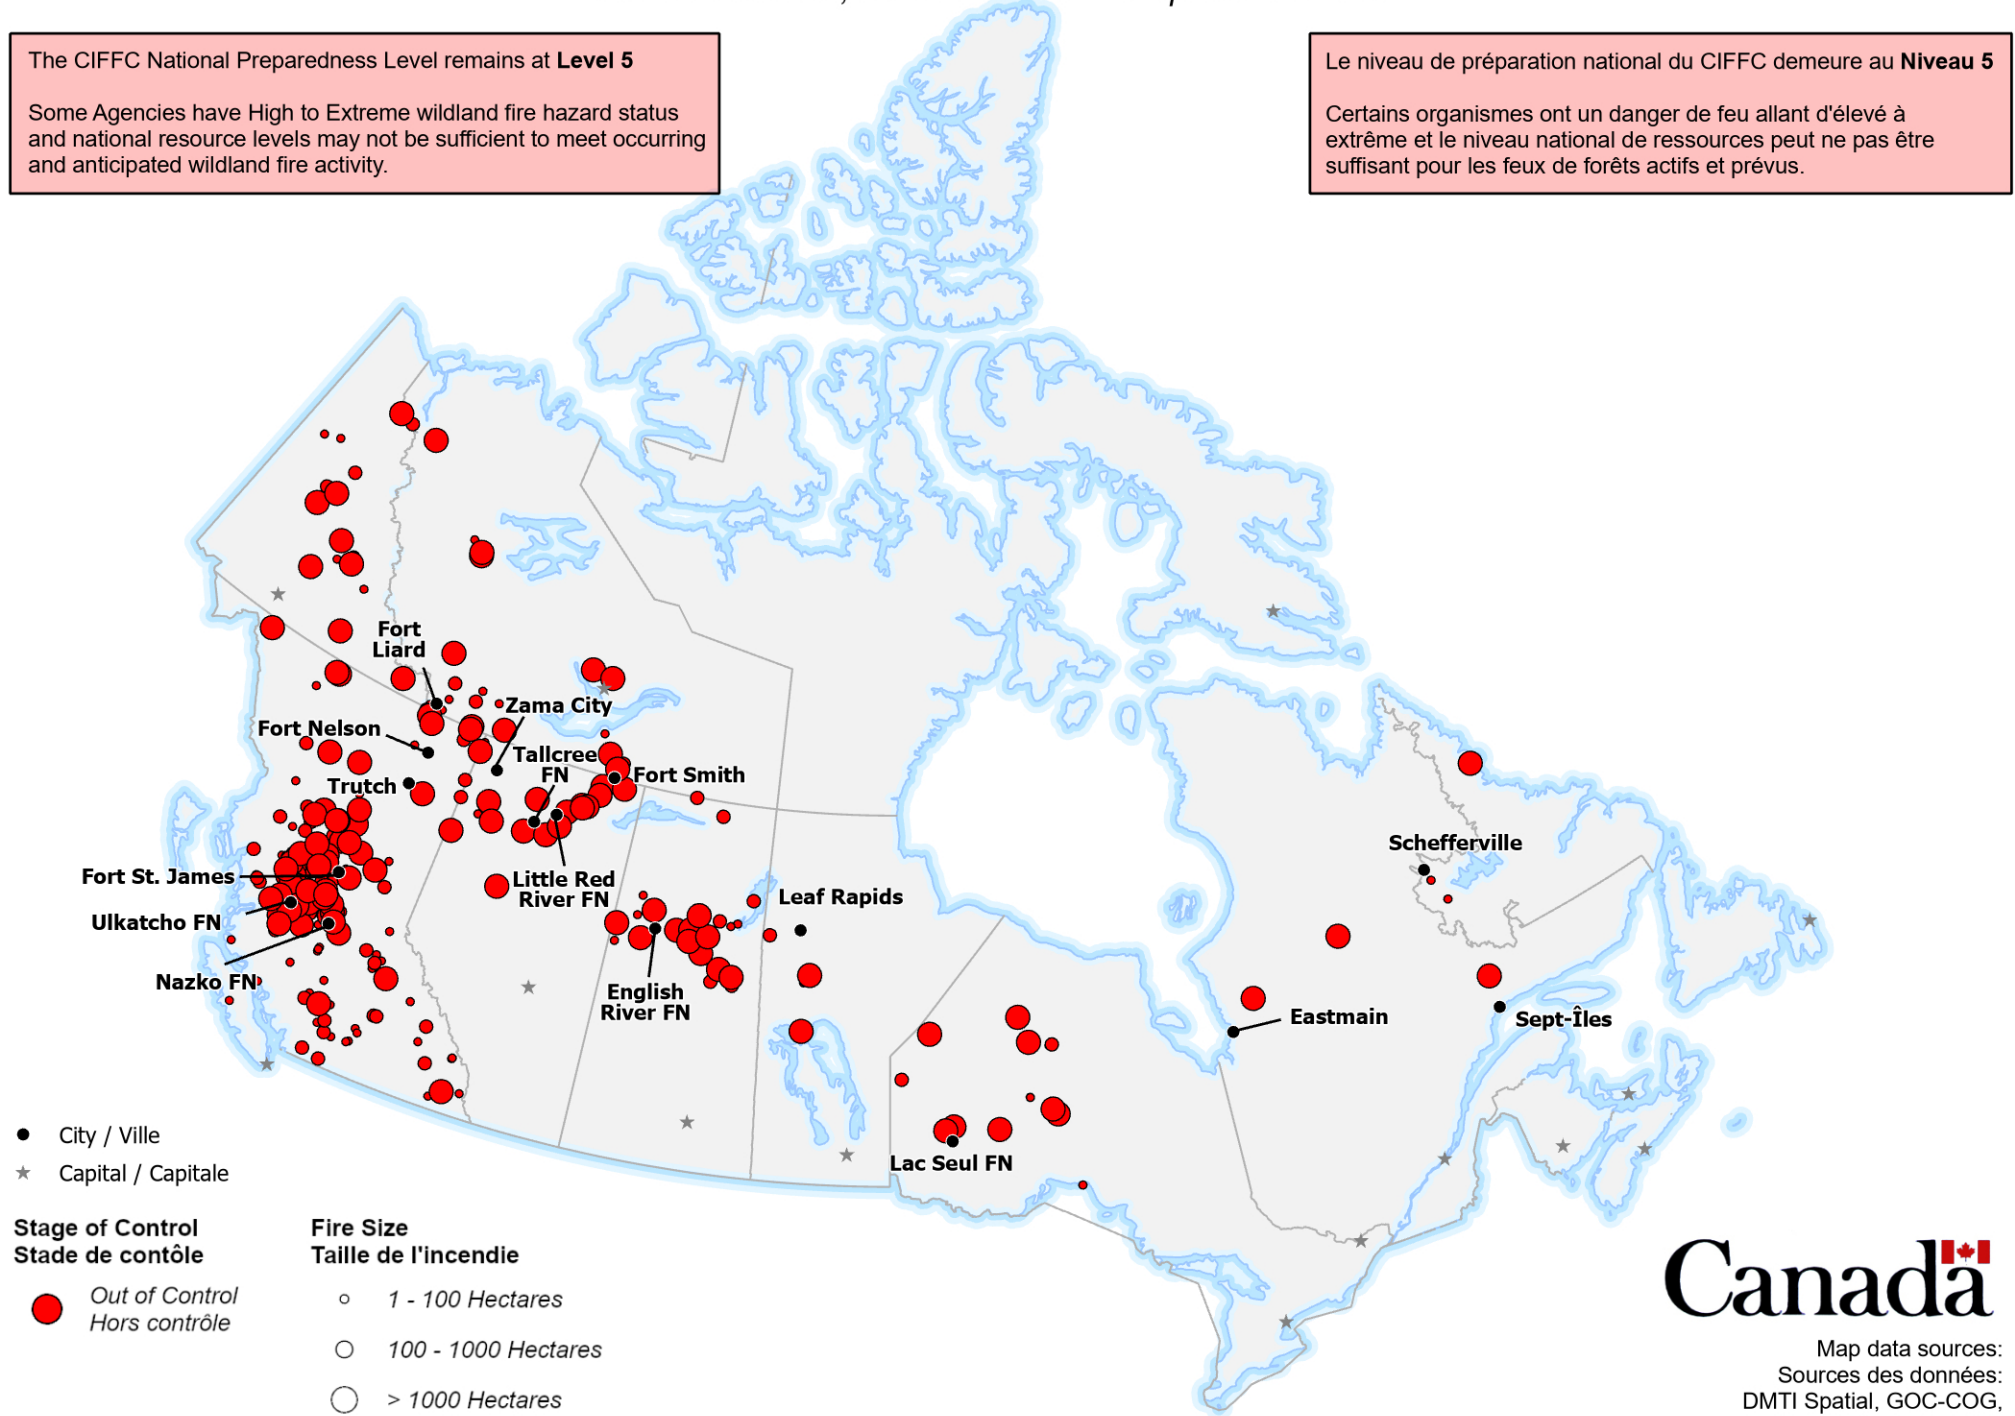 The CIFFC National Preparedness Level remains at Level 5
Some Agencies have High to Extreme wildland fire hazard status
and national resource levels may not be sufficient to meet occurring
and anticipated wildland fire activity.
Le niveau de préparation national du CIFFC demeure au Niveau 5
Certains organismes ont un danger de feu allant d'élevé à
extrême et le niveau national de ressources peut ne pas être
suffisant pour les feux de forêts actifs et prévus.
Fort
Liard
Zama City
Fort Nelson
Tallcree
FN
Fort Smith
Trutch
Schefferville
Fort St. James
Little Red
River FN
Leaf Rapids
Ulkatcho FN
Nazko FN
English
River FN
Eastmain
Sept-Îles
Lac Seul FN
City / Ville
Capital / Capitale
Stage of Control
Stade de contôle
Out of Control
Hors contrôle
Fire Size
Taille de l'incendie
1 - 100 Hectares
100 - 1000 Hectares
> 1000 Hectares
Canada
Map data sources:
Sources des données:
DMTI Spatial, GOC-COG,